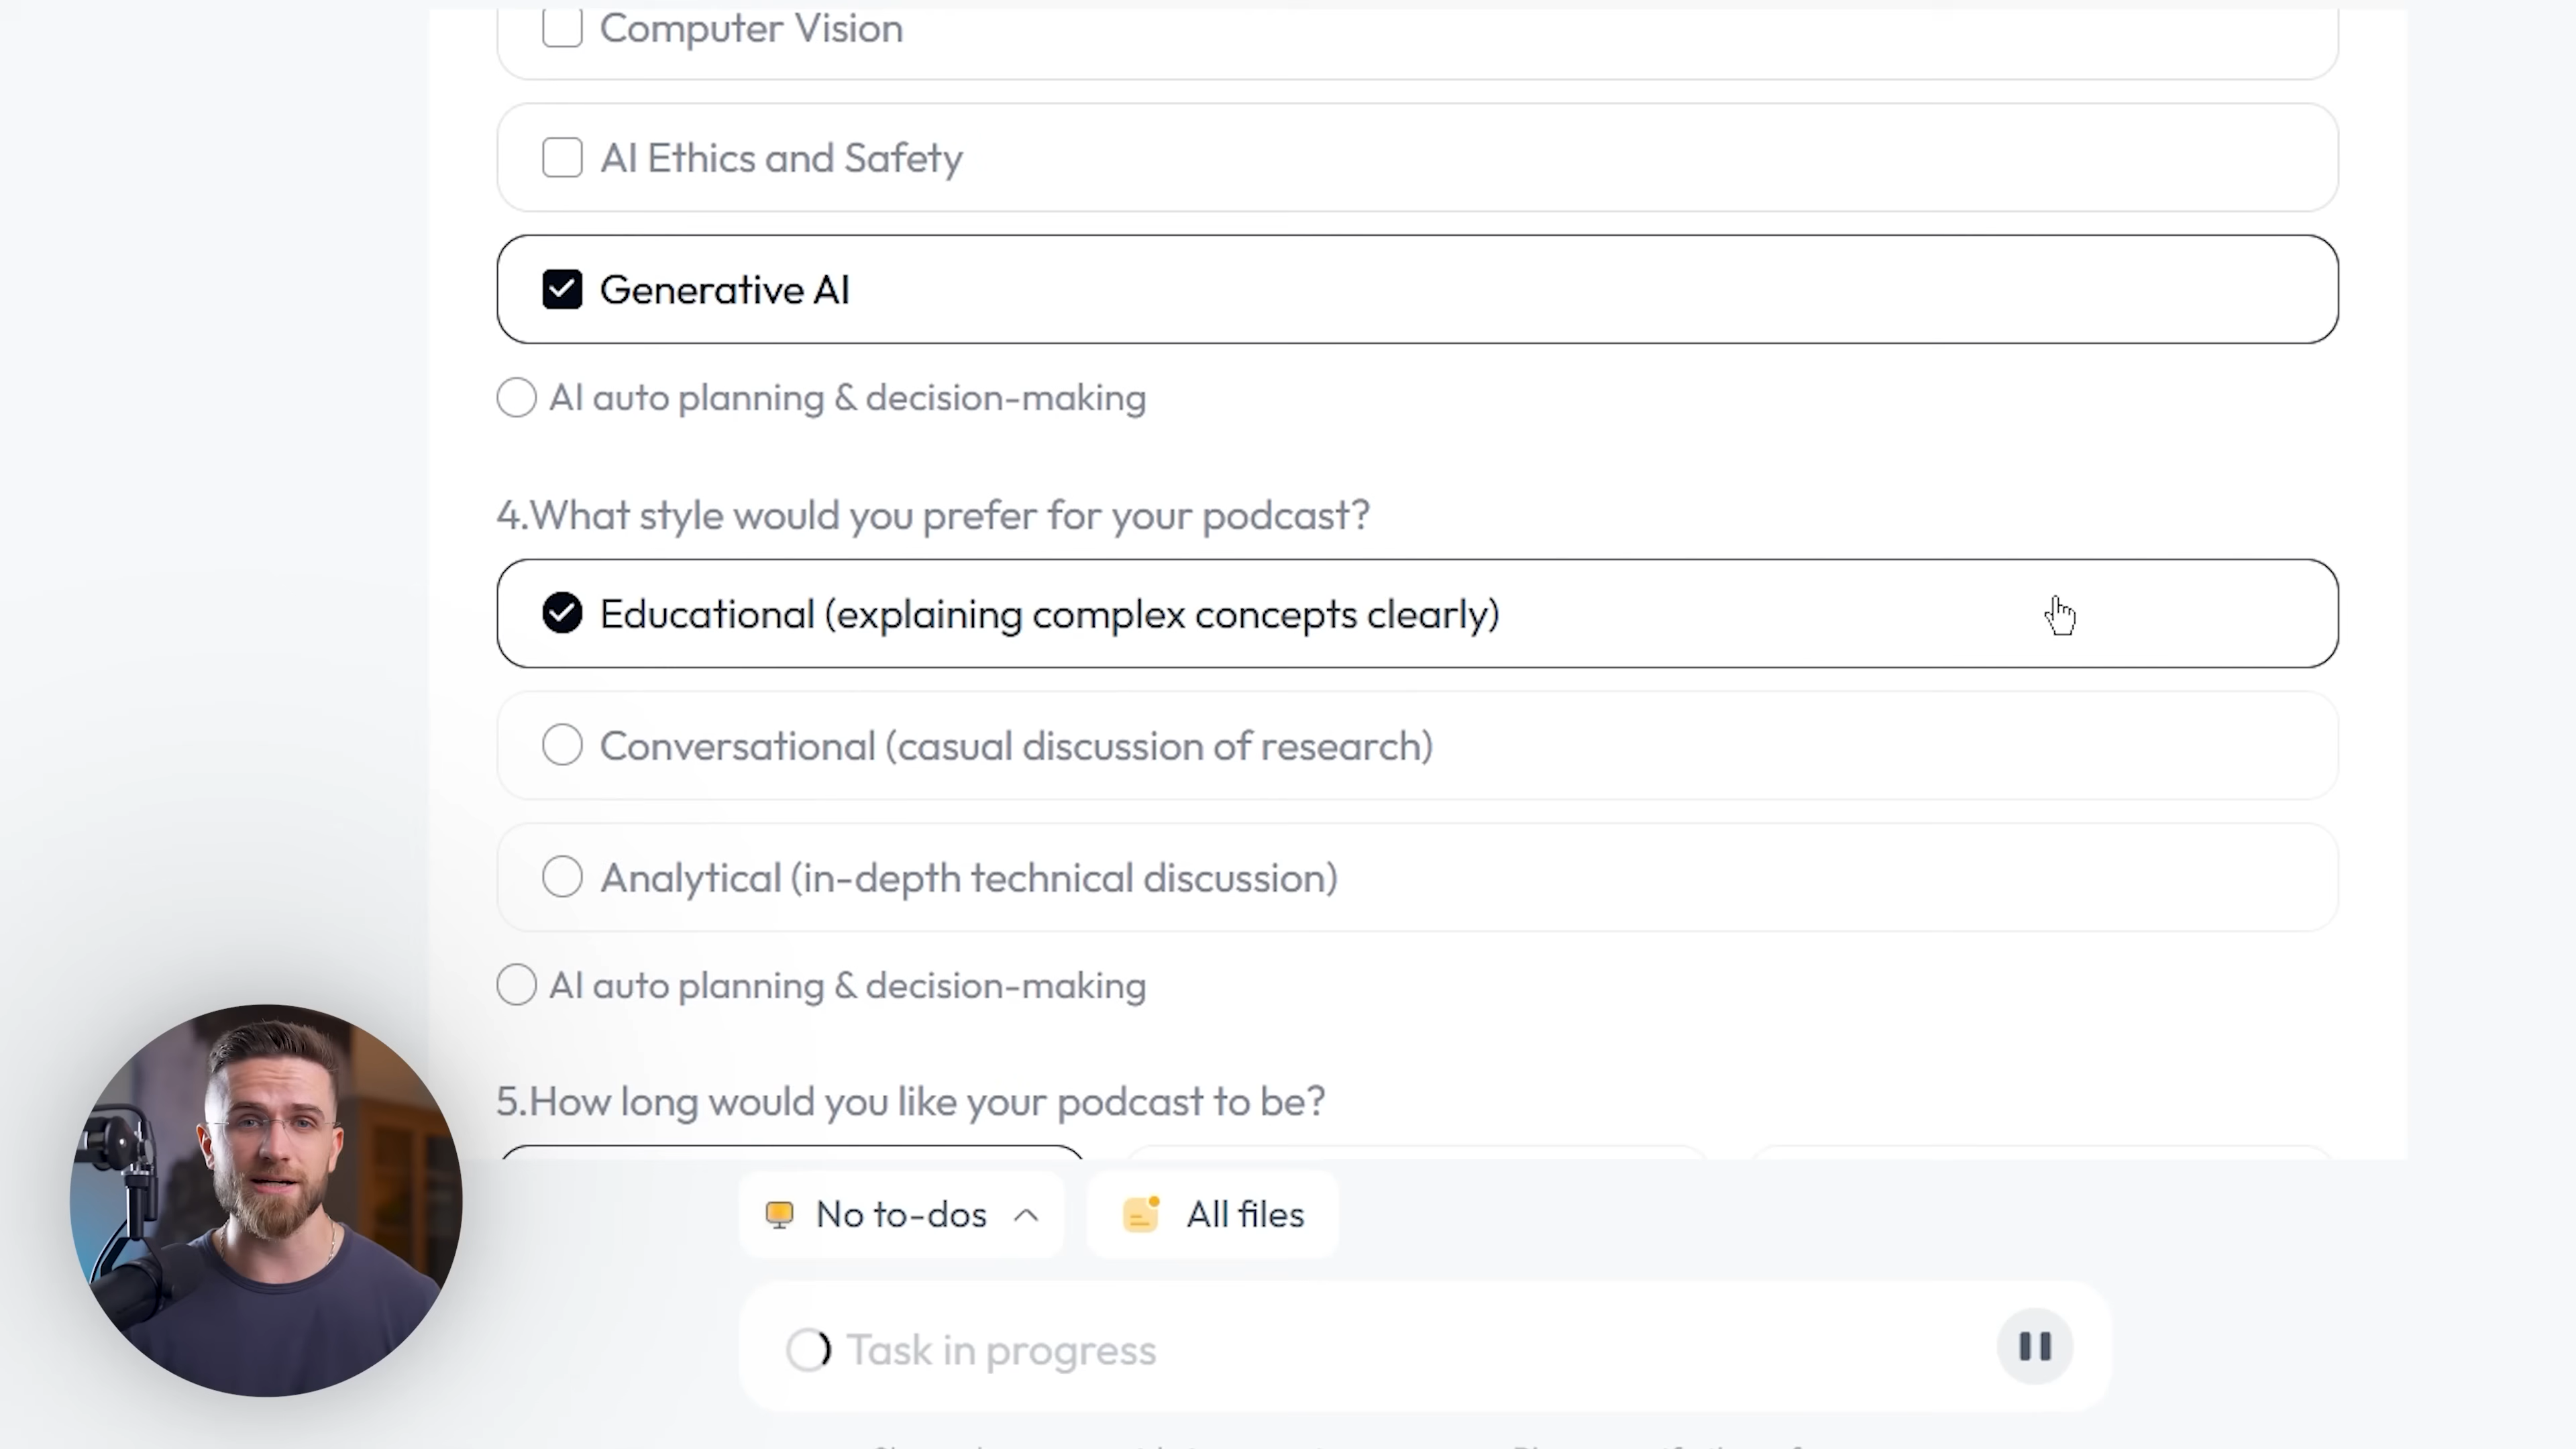 Computer Vision
AI Ethics and Safety
Generative AI
AI auto planning & decision-making
4.What style would you prefer for your podcast?
Educational (explaining complex concepts clearly)
Conversational (casual discussion of research)
Analytical (in-depth technical discussion)
AI auto planning & decision-making
5.How long would you like your podcast to be?
No to-dos
All files
Task in progress